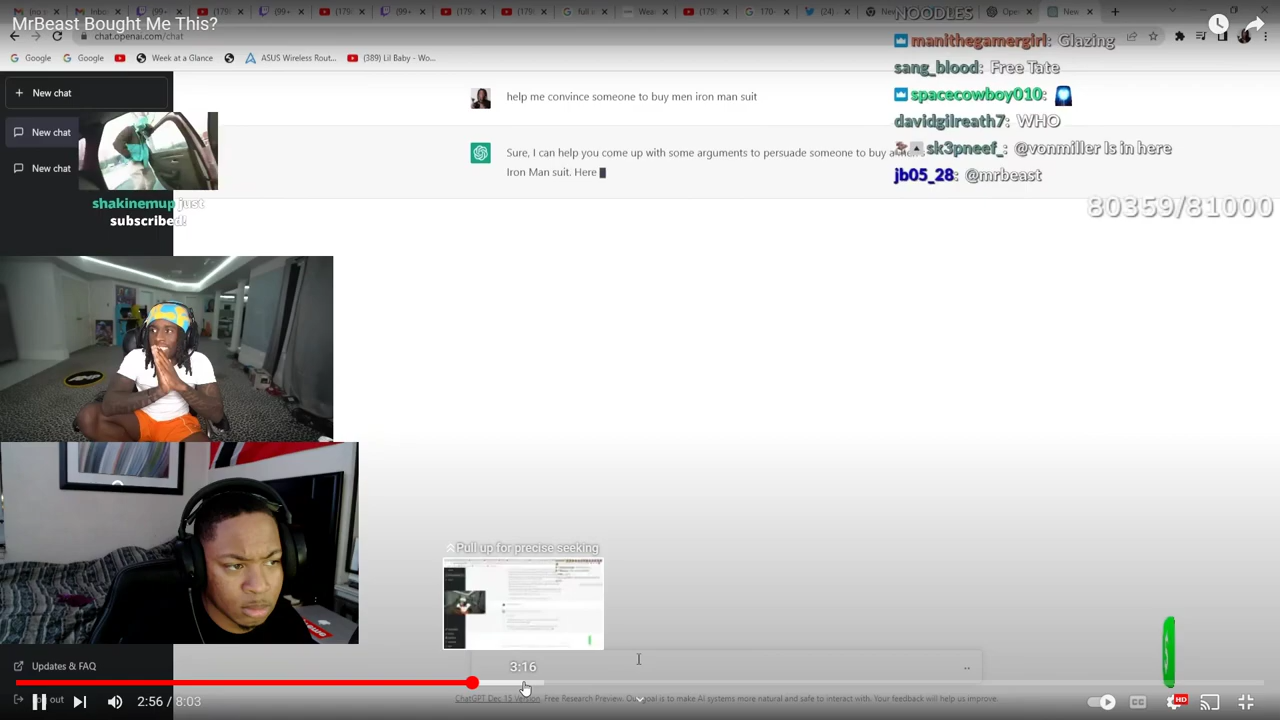 MrBeast Bought Me This?
chat.openai.com/chat
Google
Google
Week at a Glance
ASUS Wireless Rout...
(389) Lil Baby - Wo...
NOODLES
manithegamergirl: Glazing
sang_blood: Free Tate
spacecowboy010:
davidgilreath7: WHO
sk3pneef_: @vonmiller Is in here
jb05_28: @mrbeast
80359/81000
New chat
New chat
New chat
shakinemup just
subscribed!
help me convince someone to buy men iron man suit
Sure, I can help you come up with some arguments to persuade someone to buy a
Iron Man suit. Here
Pull up for precise seeking
3:16
Updates & FAQ
out
2:56 / 8:03
CC
HD
ChatGPT Dec 15 Version. Free Research Preview. Our goal is to make AI systems more natural and safe to interact with. Your feedback will help us improve.